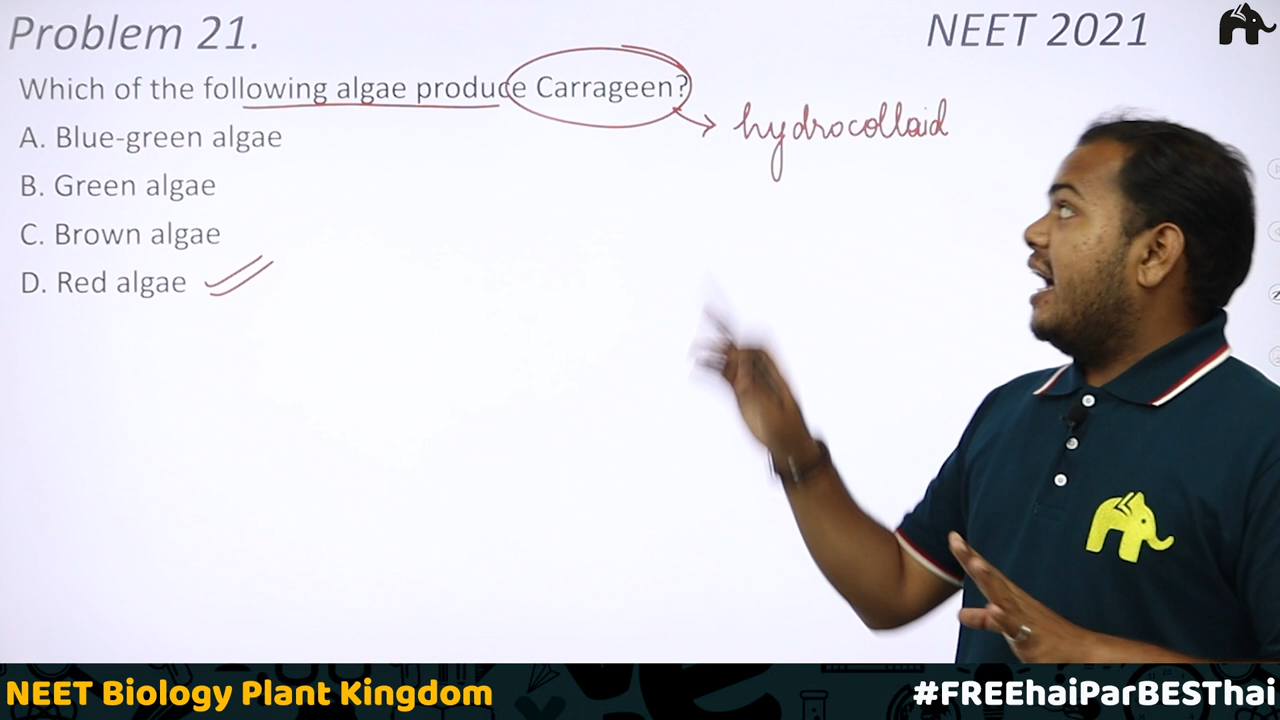 Problem 21.
NEET 2021
Which of the following algae produce Carrageen?
hydrocolloid
A. Blue-green algae
B. Green algae
C. Brown algae
D. Red algae
NEET Biology Plant Kingdom
#FREEhaiParBESThai